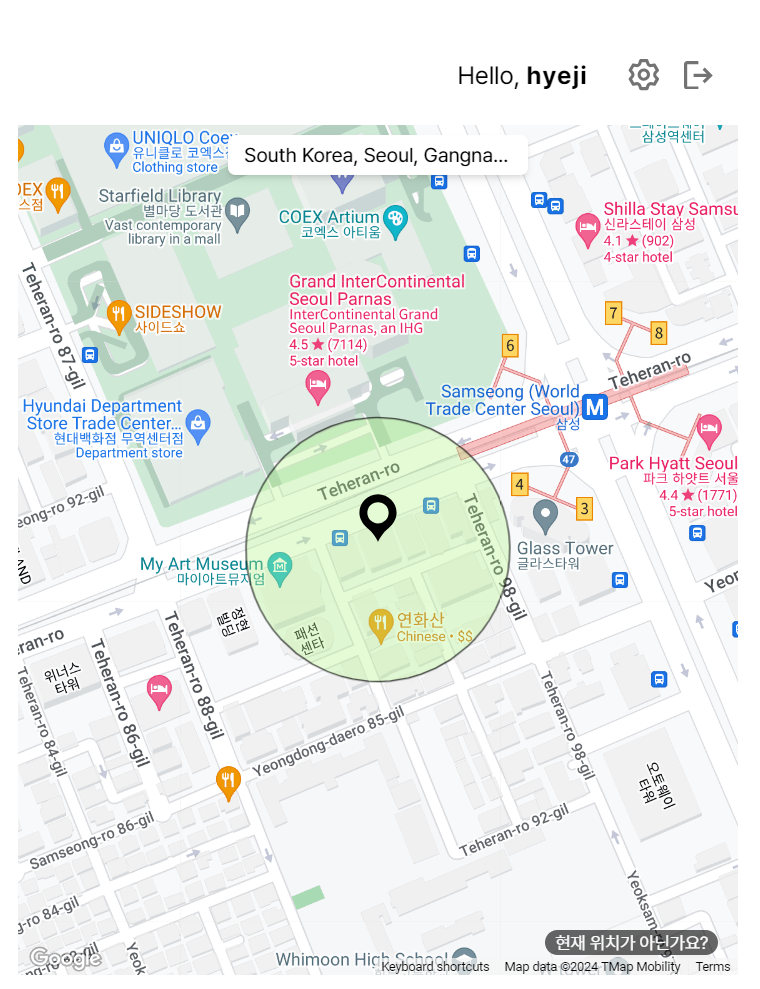 Hello, hyeji
UNIQLO Coex
유니클로 코엑스
Clothing store
South Korea, Seoul, Gangna...
삼성역센터
스점
Starfield Library
별마당 도서관
Vast contemporary
library in a mall
COEX Artium
코엑스 아티움
Shilla Stay Samsu
신라스테이 삼성
4.1 ★ (902)
4-star hotel
Teheran-ro 87-gil
Grand InterContinental
Seoul Parnas
InterContinental Grand
Seoul Parnas, an IHG
4.5 ★ (7114)
5-star hotel
SIDESHOW
사이드쇼
7
8
6
Teheran-ro
Samseong (World
Trade Center Seoul)
삼성
M
Hyundai Department
Store Trade Center...
현대백화점 무역센터점
Department store
47
Park Hyatt Seoul
파크 하얏트 서울
4.4 ★ (1771)
5-star hotel
Teheran-ro
4
3
eong-ro 92-gil
Teheran-ro 98-gil
Glass Tower
글라스타워
My Art Museum
마이아트뮤지엄
연화산
Chinese • $$
정현
빌딩
패션
센타
eran-ro
위너스
타워
Teheran-ro 88-gil
Teheran-ro 86-gil
Teheran-ro 84-gil
Yeongdong-daero 85-gil
Teheran-ro 98-gil
오토웨이
타워
Samseong-ro 86-gil
Teheran-ro 92-gil
Yeoksam
g-ro 84-gil
현재 위치가 아닌가요?
Google
Whimoon High School
Keyboard shortcuts
Map data ©2024 TMap Mobility
Terms